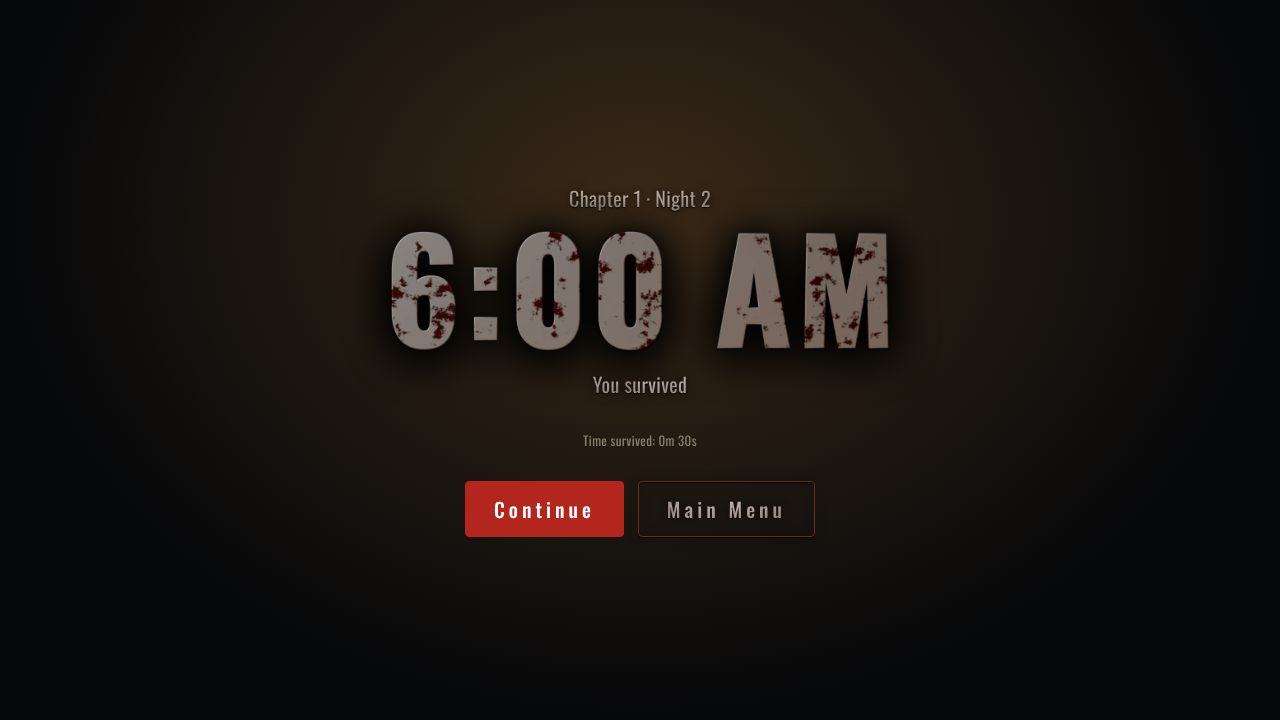 Chapter 1 · Night 2
6:00 AM
You survived
Time survived: 0m 30s
Continue
Main Menu